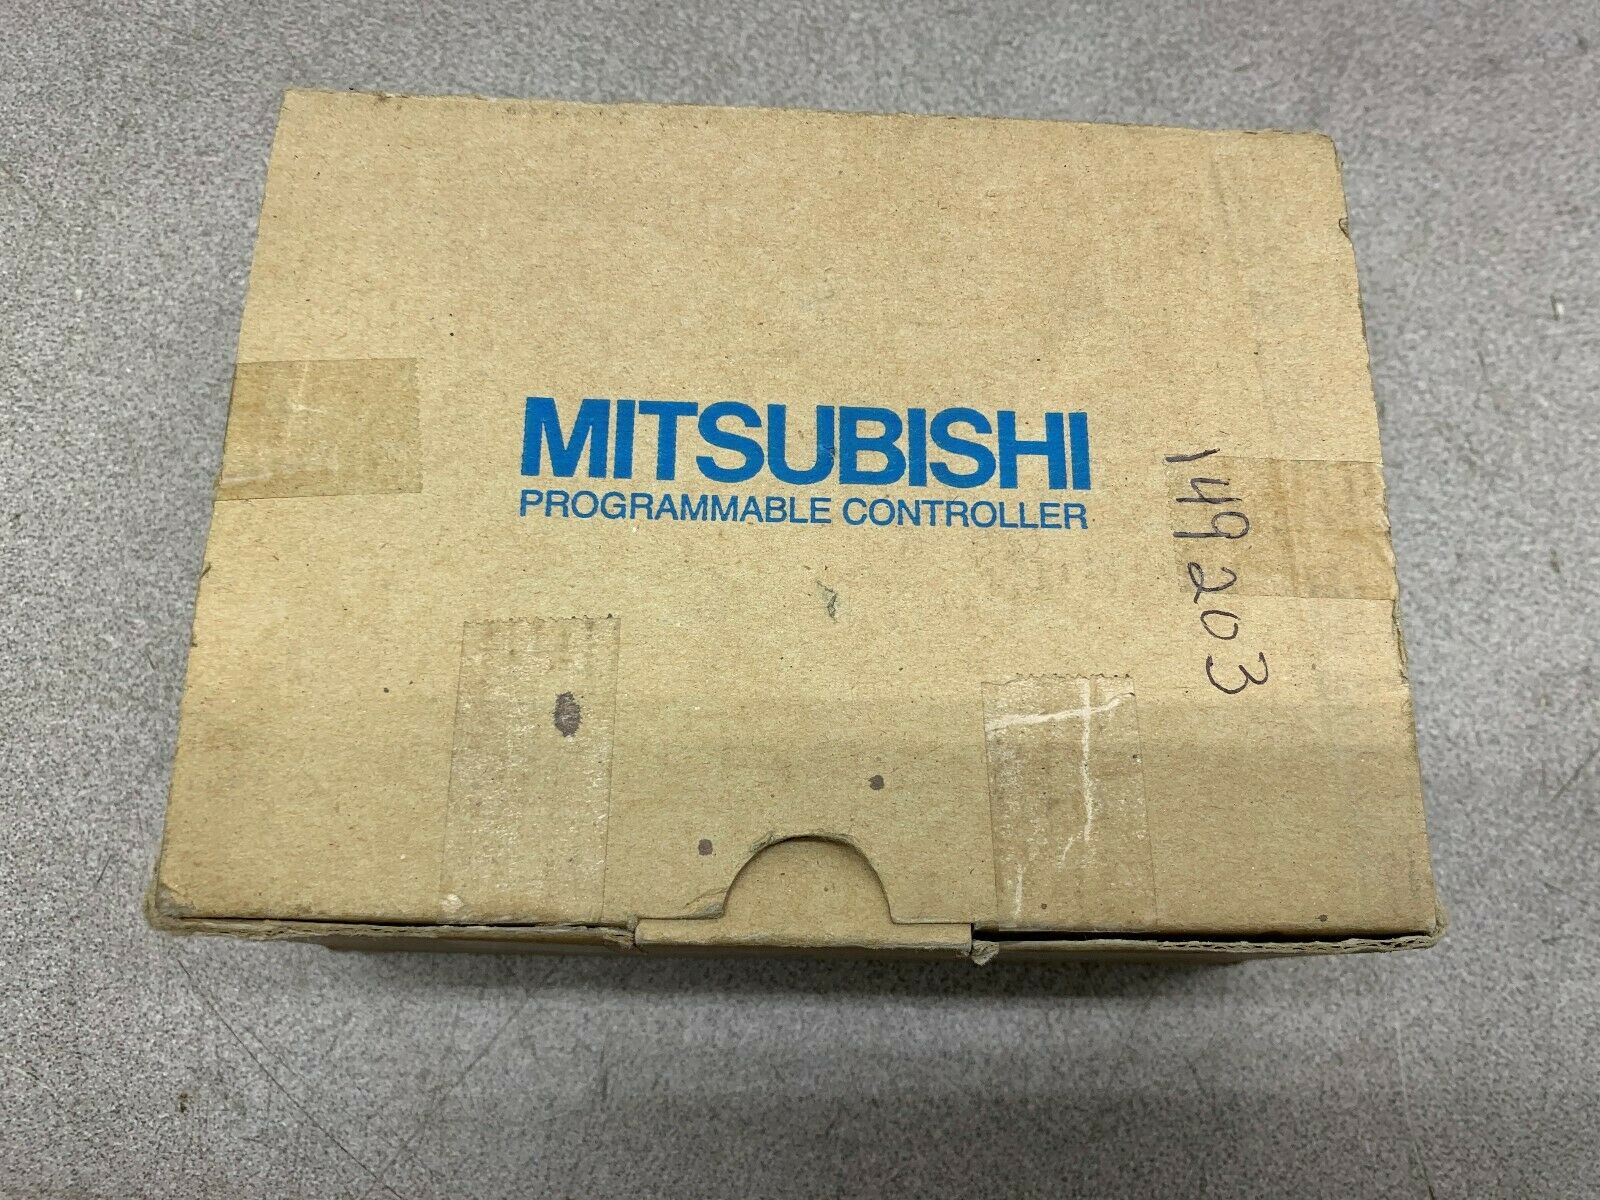 MITSUBISHI
PROGRAMMABLE CONTROLLER
149203